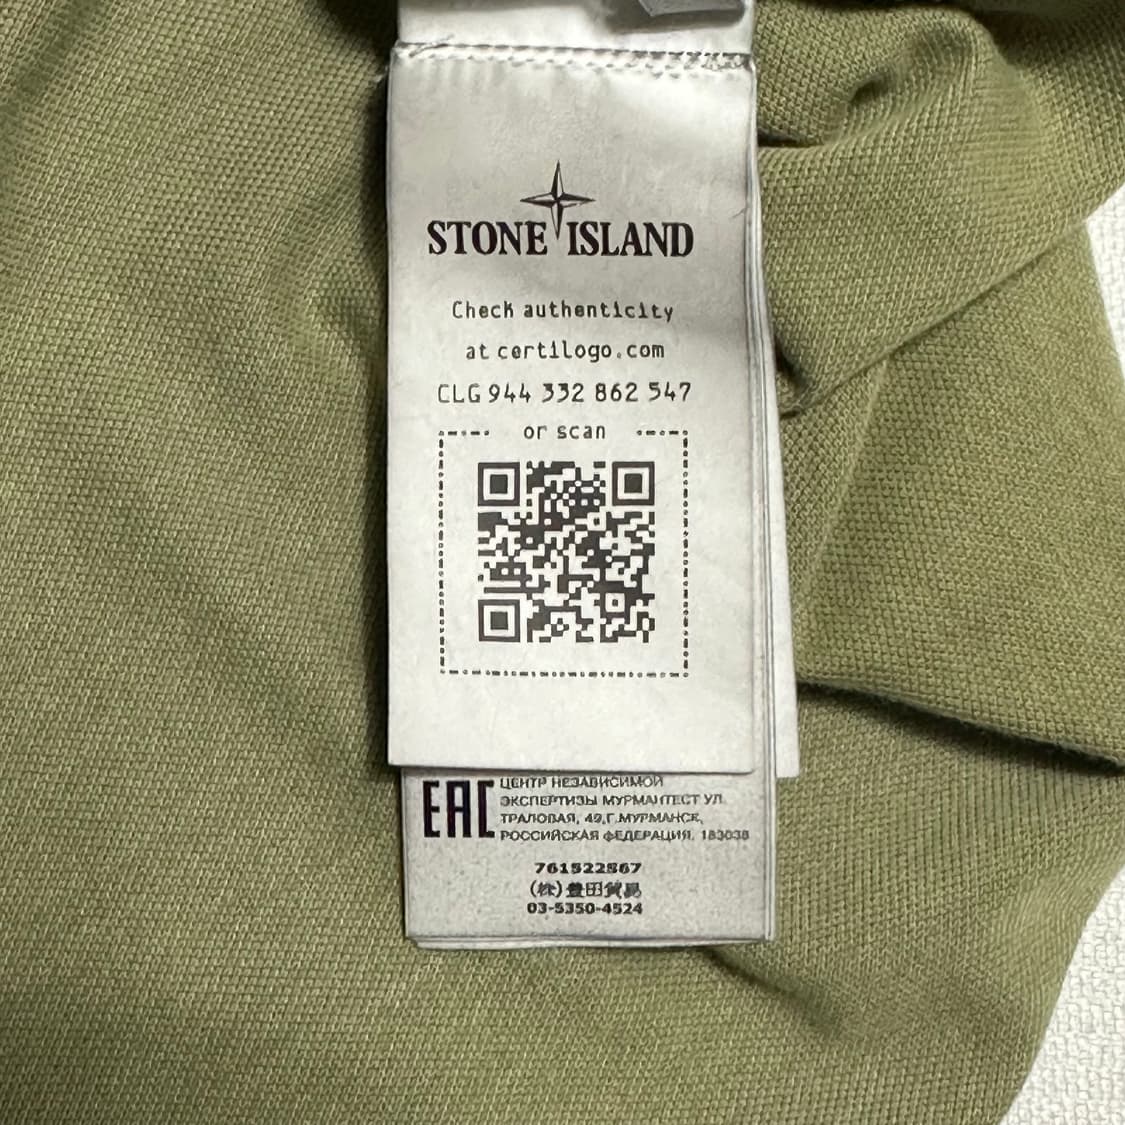 STONE ISLAND
Check authenticity
at certilogo.com
CLG 944 332 862 547
or scan
EAC
ЦЕНТР НЕЗАВИСИМОЙ
ЭКСПЕРТИЗЫ МУРМАНТЕСТ УЛ.
ТРАЛОВАЯ, 49,Г.МУРМАНСК,
РОССИЙСКАЯ ФЕДЕРАЦИЯ, 183038
761522S67
(株)豊田貿易
03-5350-4524